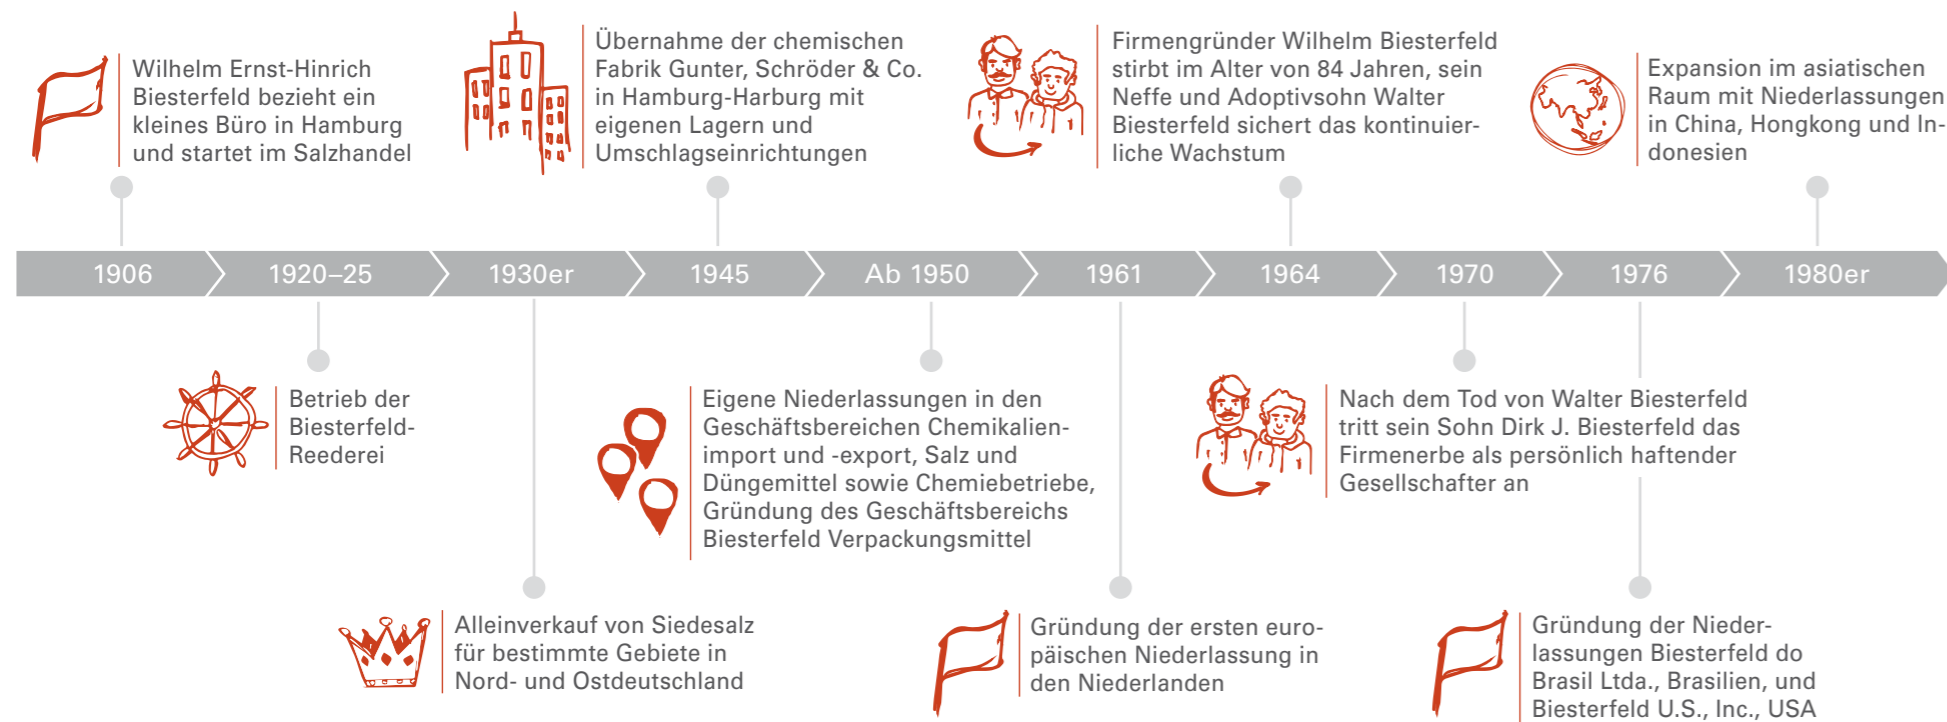 Wilhelm Ernst-Hinrich
Biesterfeld bezieht ein
kleines Büro in Hamburg
und startet im Salzhandel
Übernahme der chemischen
Fabrik Gunter, Schröder & Co.
in Hamburg-Harburg mit
eigenen Lagern und
Umschlagseinrichtungen
Firmengründer Wilhelm Biesterfeld
stirbt im Alter von 84 Jahren, sein
Neffe und Adoptivsohn Walter
Biesterfeld sichert das kontinuier-
liche Wachstum
Expansion im asiatischen
Raum mit Niederlassungen
in China, Hongkong und In-
donesien
1906
1920–25
1930er
1945
Ab 1950
1961
1964
1970
1976
1980er
Betrieb der
Biesterfeld-
Reederei
Eigene Niederlassungen in den
Geschäftsbereichen Chemikalien-
import und -export, Salz und
Düngemittel sowie Chemiebetriebe,
Gründung des Geschäftsbereichs
Biesterfeld Verpackungsmittel
Nach dem Tod von Walter Biesterfeld
tritt sein Sohn Dirk J. Biesterfeld das
Firmenerbe als persönlich haftender
Gesellschafter an
Alleinverkauf von Siedesalz
für bestimmte Gebiete in
Nord- und Ostdeutschland
Gründung der ersten euro-
päischen Niederlassung in
den Niederlanden
Gründung der Nieder-
lassungen Biesterfeld do
Brasil Ltda., Brasilien, und
Biesterfeld U.S., Inc., USA